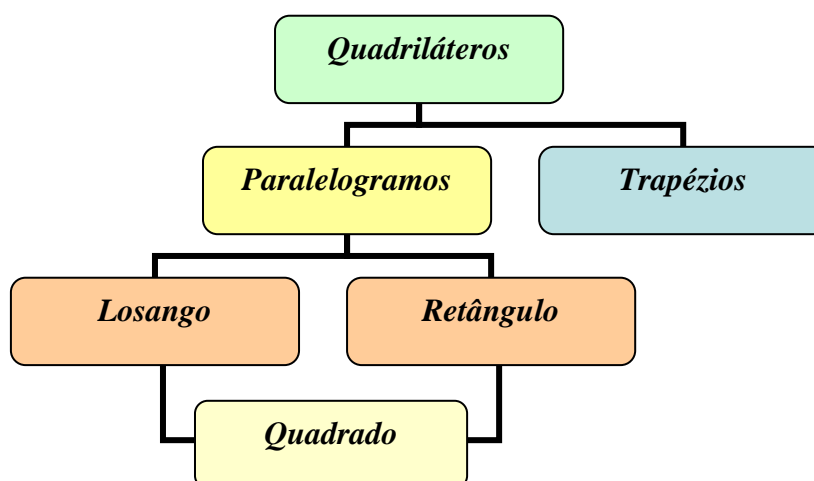 Quadriláteros
Paralelogramos
Trapézios
Losango
Retângulo
Quadrado